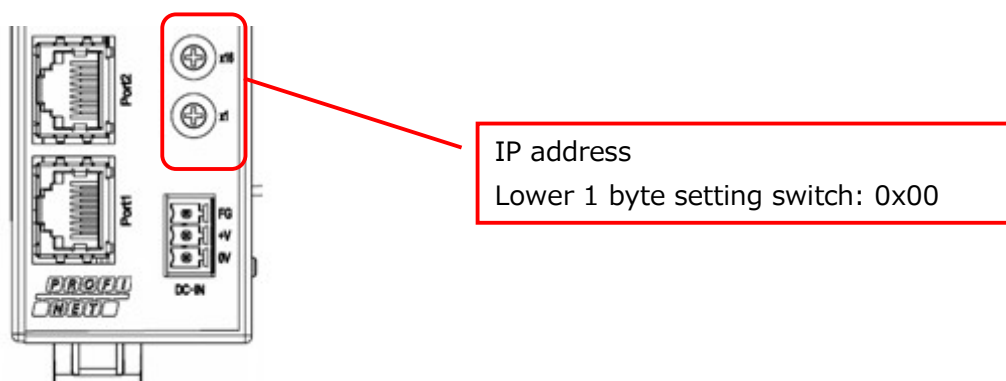 x16
Port2
x1
IP address
Lower 1 byte setting switch: 0x00
Port1
FG
+V
0V
DC-IN
PROFI
NET